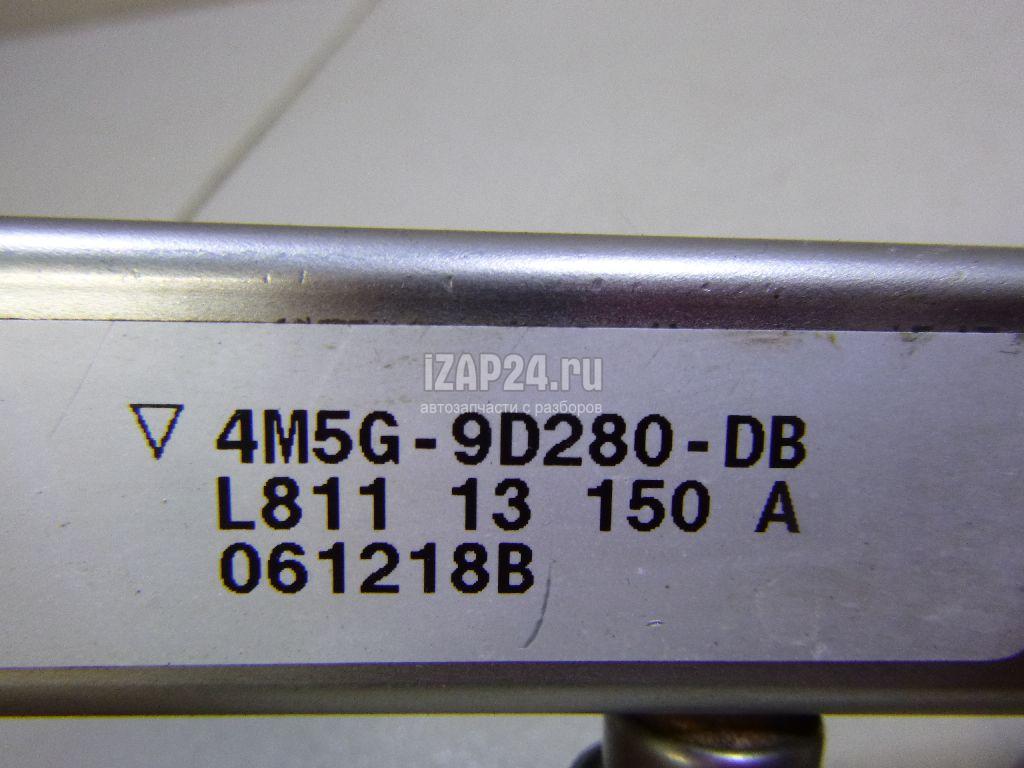 iZAP24.ru
автозапчасти с разборов
4M5G-9D280-DB
L811 13 150 A
061218B